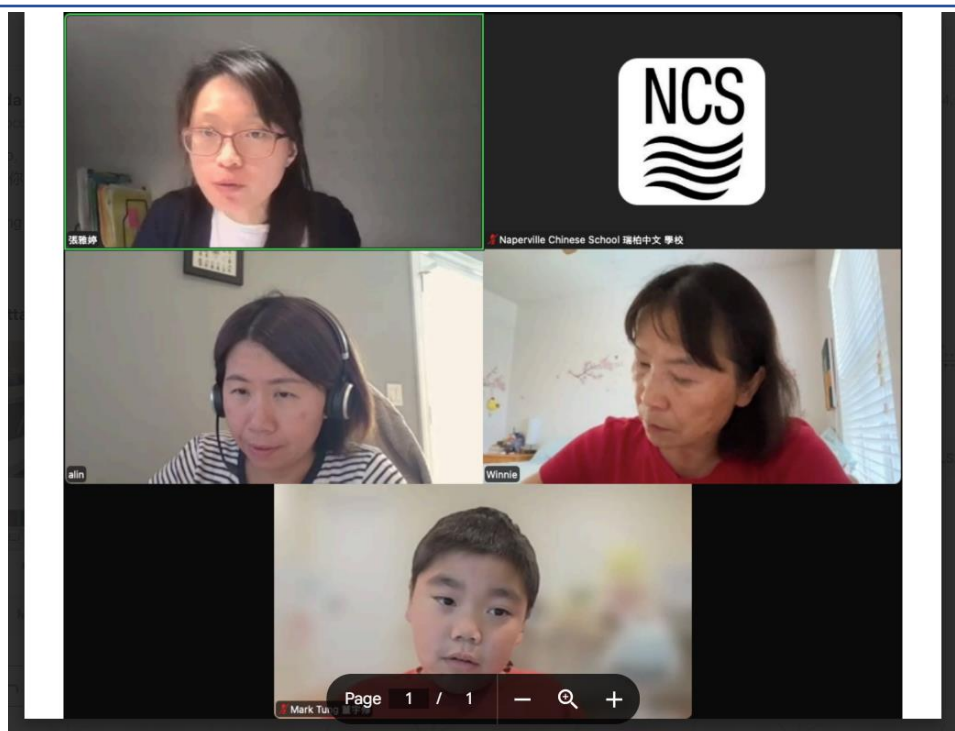 NCS
張雅婷
Naperville Chinese School 瑞柏中文 學校
alin
Winnie
Page 1 / 1
Mark Tung